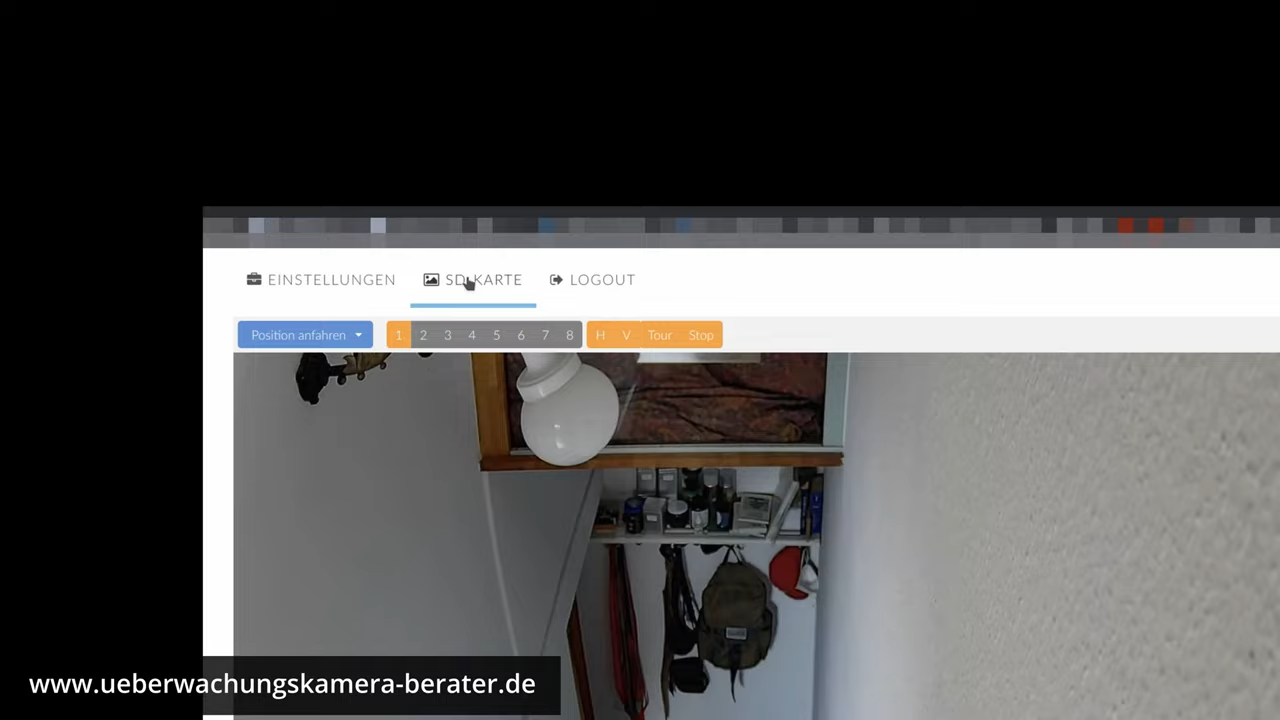 EINSTELLUNGEN SD-KARTE LOGOUT
Position anfahren 1 2 3 4 5 6 7 8 H V Tour Stop
www.ueberwachungskamera-berater.de